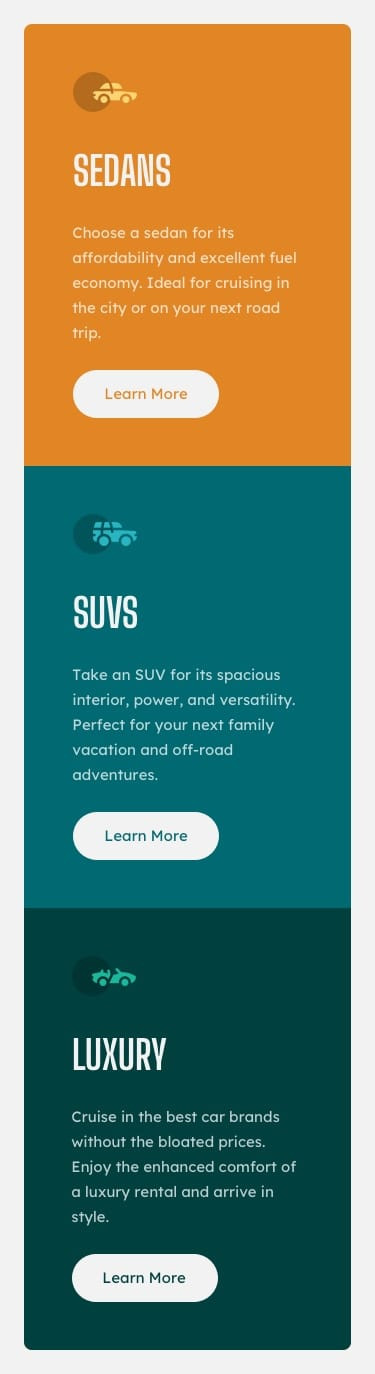 SEDANS
Choose a sedan for its
affordability and excellent fuel
economy. Ideal for cruising in
the city or on your next road
trip.
Learn More
SUVS
Take an SUV for its spacious
interior, power, and versatility.
Perfect for your next family
vacation and off-road
adventures.
Learn More
LUXURY
Cruise in the best car brands
without the bloated prices.
Enjoy the enhanced comfort of
a luxury rental and arrive in
style.
Learn More